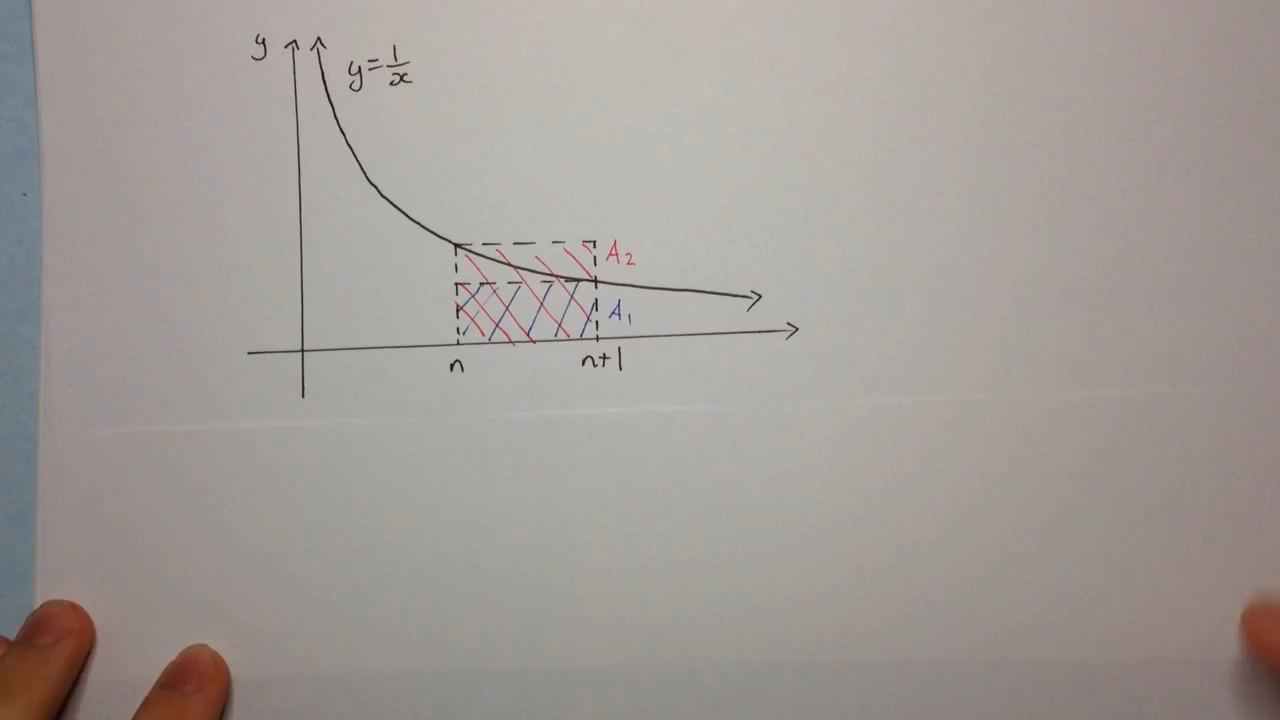 y
y=1/x
A₂
A₁
n
n+1